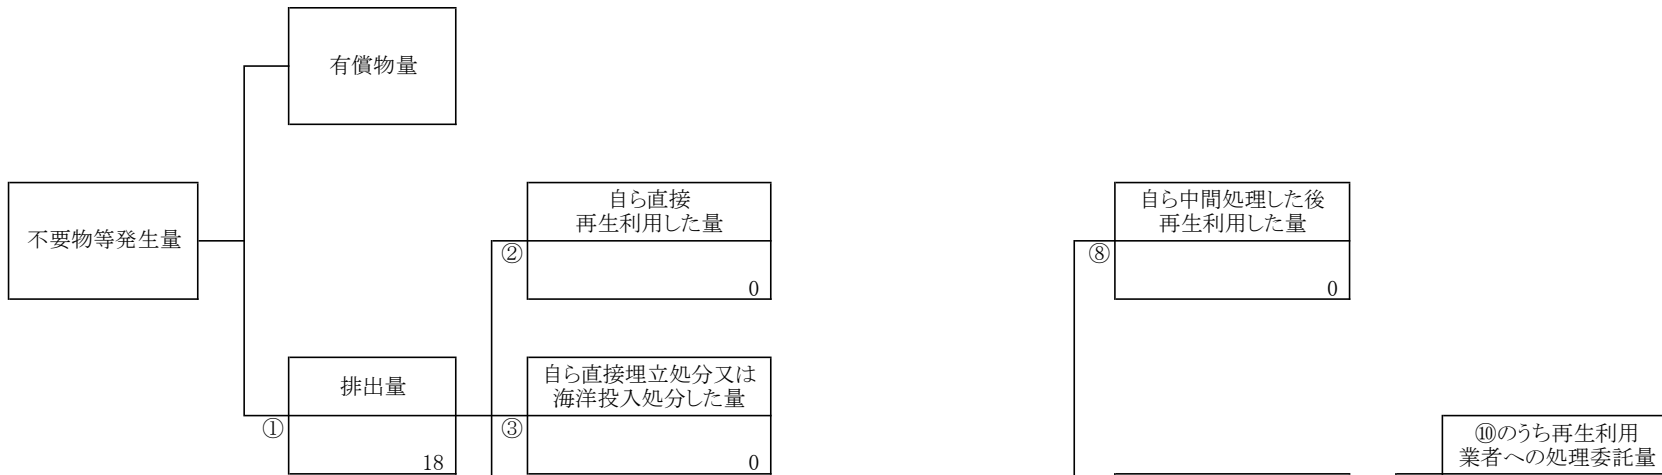 有償物量
不要物等発生量
自ら直接
再生利用した量
②
0
自ら中間処理した後
再生利用した量
⑧
0
排出量
①
18
自ら直接埋立処分又は
海洋投入処分した量
③
0
⑩のうち再生利用
業者への処理委託量